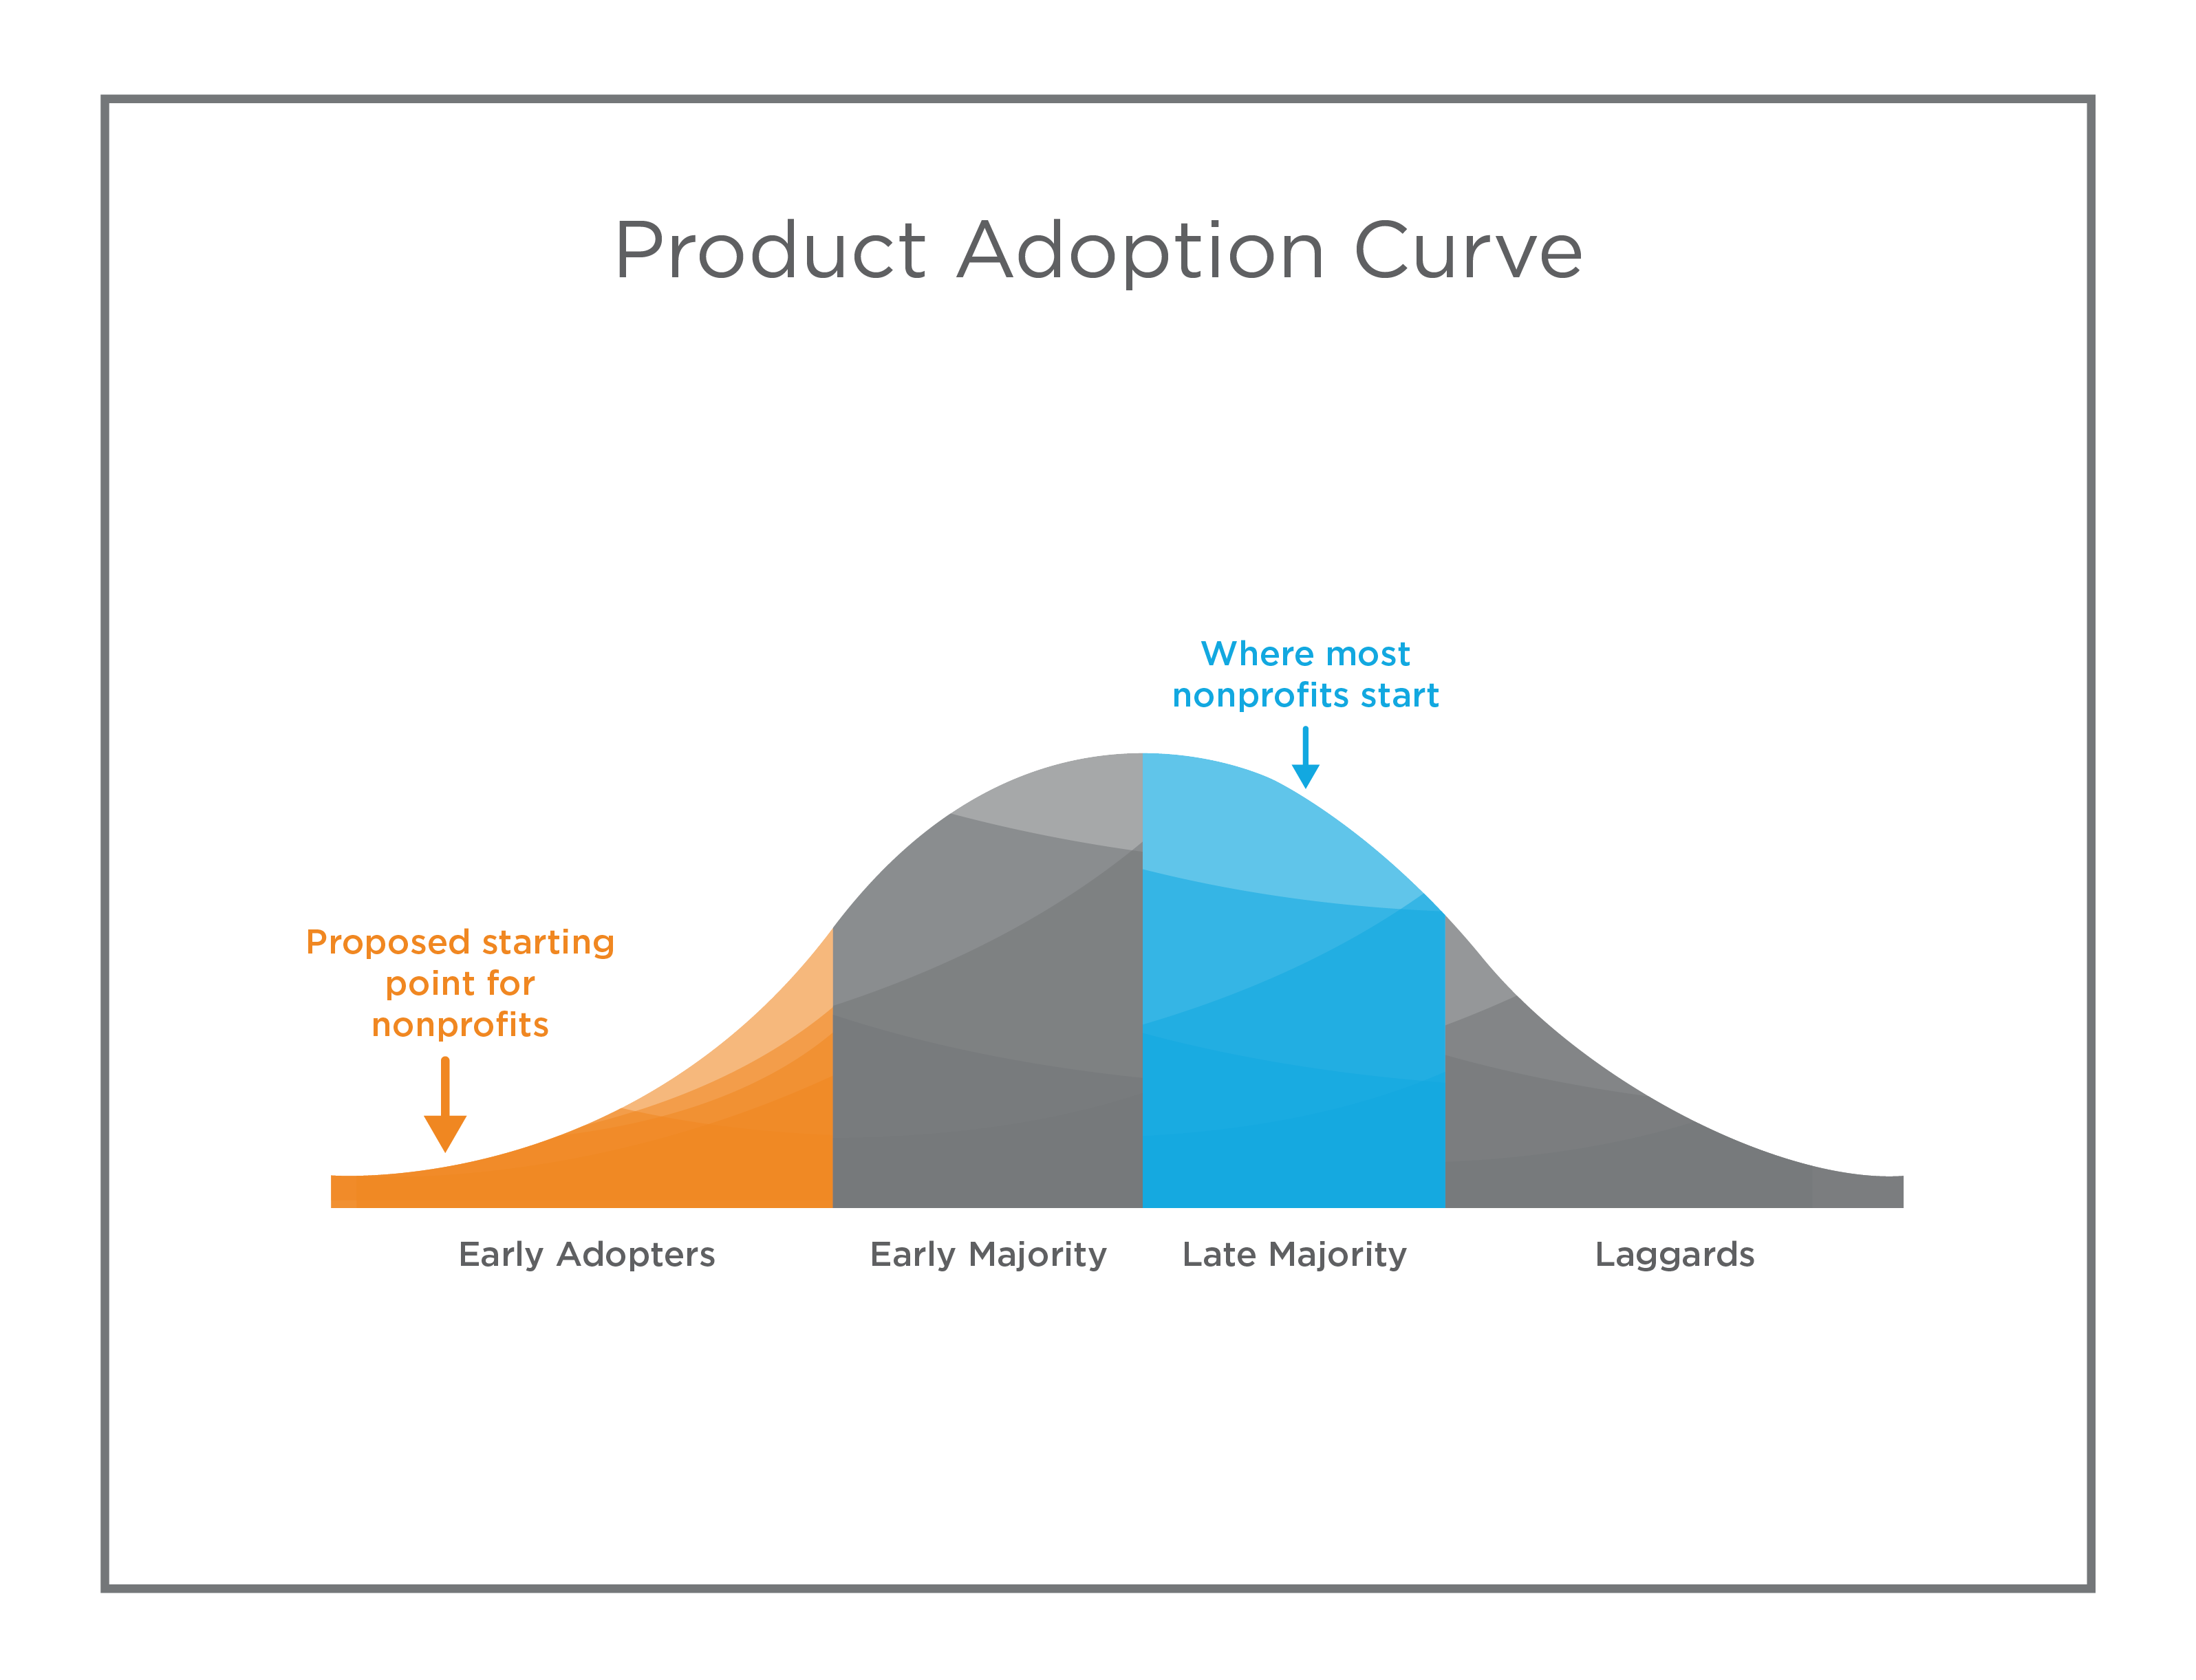 Product Adoption Curve
Where most
nonprofits start
Proposed starting
point for
nonprofits
Early Adopters
Early Majority
Late Majority
Laggards